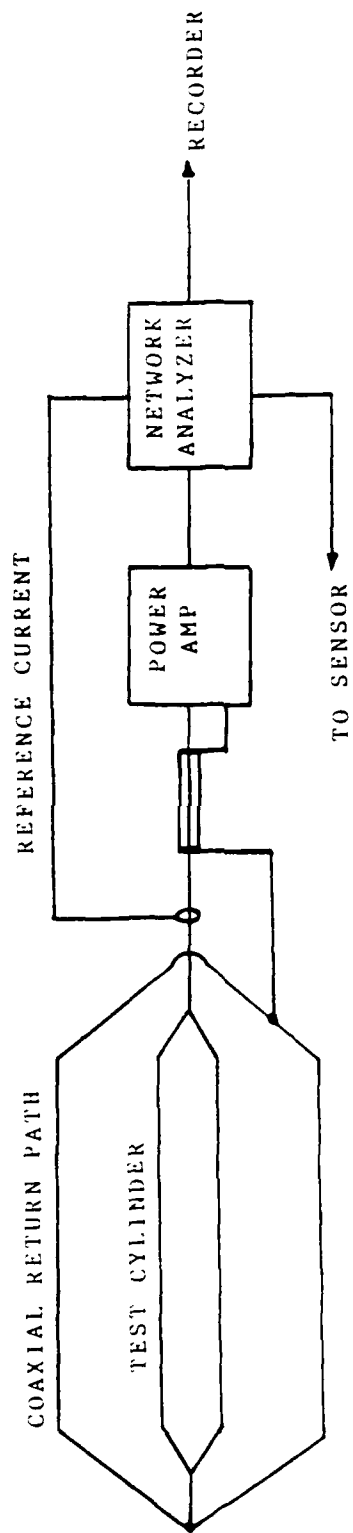 COAXIAL RETURN PATH
TEST CYLINDER
REFERENCE CURRENT
POWER
AMP
NETWORK
ANALYZER
TO SENSOR
RECORDER